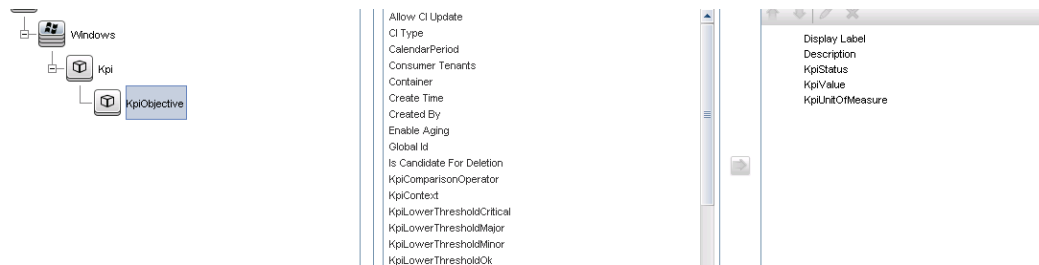 Windows
Kpi
KpiObjective
Allow CI Update
CI Type
CalendarPeriod
Consumer Tenants
Container
Create Time
Created By
Enable Aging
Global Id
Is Candidate For Deletion
KpiComparisonOperator
KpiContext
KpiLowerThresholdCritical
KpiLowerThresholdMajor
KpiLowerThresholdMinor
KpiLowerThresholdOk
Display Label
Description
KpiStatus
KpiValue
KpiUnitOfMeasure